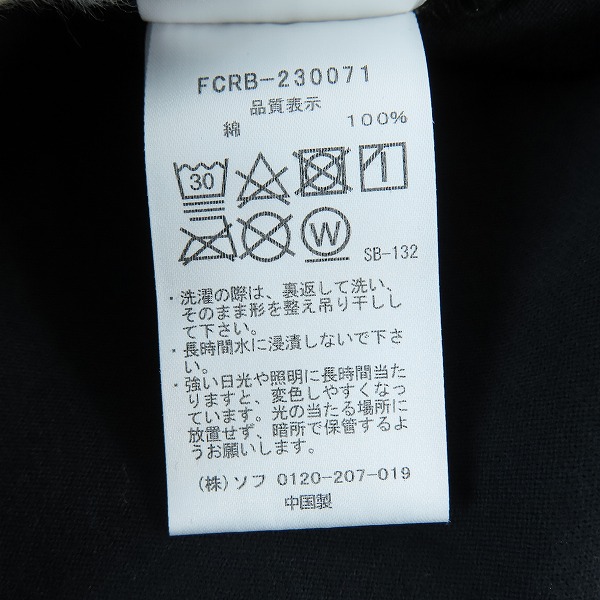 FCRB-230071
品質表示
綿 100%
30
W
SB-132
・洗濯の際は、裏返して洗い、
そのまま形を整え吊り干しし
て下さい。
・長時間水に浸漬しないで下さ
い。
・強い日光や照明に長時間当た
りますと、変色しやすくなっ
ています。光の当たる場所に
放置せず、暗所で保管するよ
うお願いします。
(株)ソフ 0120-207-019
中国製